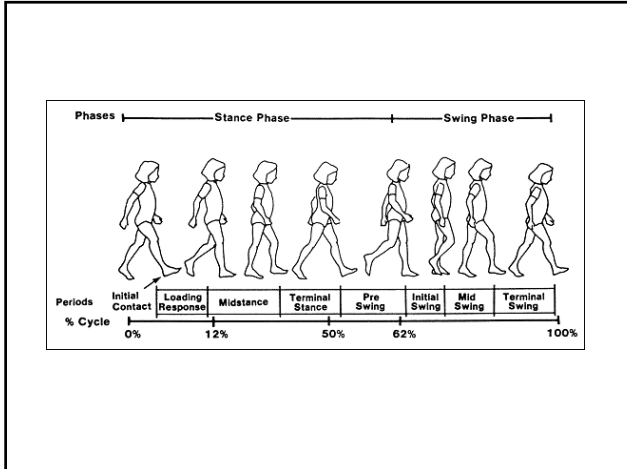 Phases Stance Phase Swing Phase
Periods Initial Contact Loading Response Midstance Terminal Stance Pre Swing Initial Swing Mid Swing Terminal Swing
% Cycle 0% 12% 50% 62% 100%